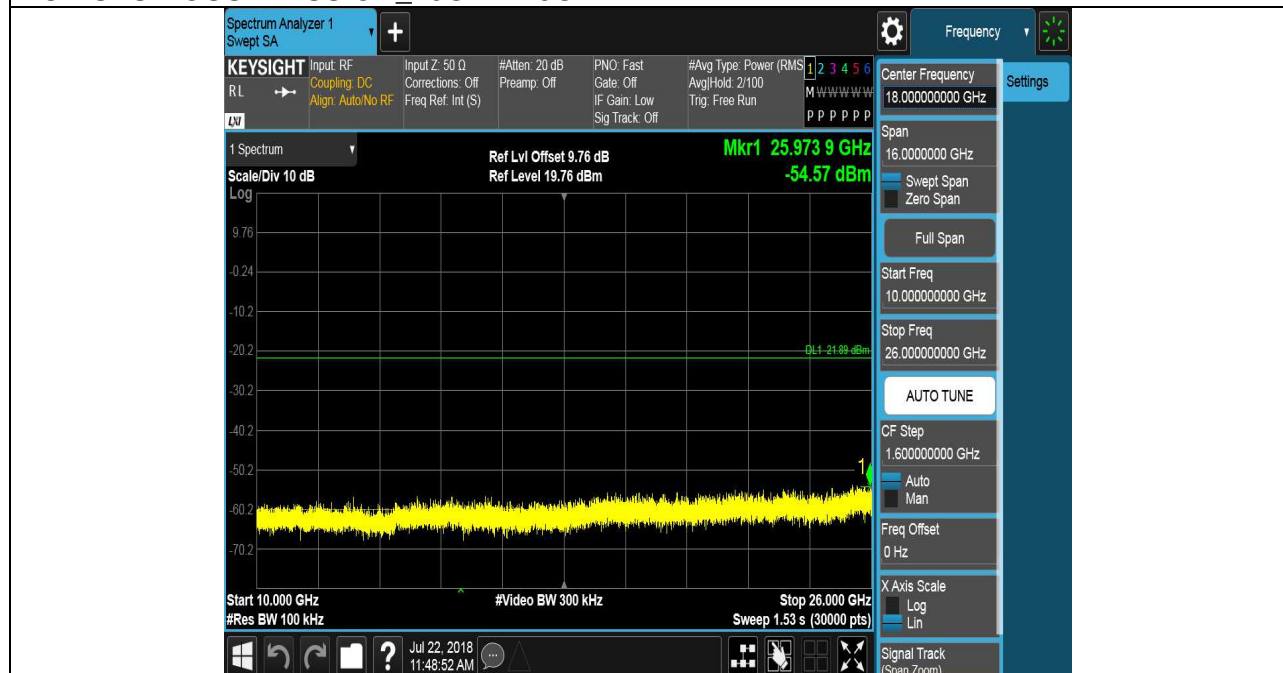 Spectrum Analyzer 1
Swept SA
+
Frequency
KEYSIGHT
RL
LXI
Input: RF
Coupling: DC
Align: Auto/No RF
Input Z: 50 Ω
Corrections: Off
Freq Ref: Int (S)
#Atten: 20 dB
Preamp: Off
PNO: Fast
Gate: Off
IF Gain: Low
Sig Track: Off
#Avg Type: Power (RMS
Avg|Hold: 2/100
Trig: Free Run
1 2 3 4 5 6
M W W W W W
P P P P P P
Center Frequency
18.000000000 GHz
Settings
Span
16.0000000 GHz
Swept Span
Zero Span
Full Span
Start Freq
10.000000000 GHz
Stop Freq
26.000000000 GHz
AUTO TUNE
CF Step
1.600000000 GHz
Auto
Man
Freq Offset
0 Hz
X Axis Scale
Log
Lin
Signal Track
(Span Zoom)
1 Spectrum
Scale/Div 10 dB
Ref Lvl Offset 9.76 dB
Ref Level 19.76 dBm
Mkr1 25.973 9 GHz
-54.57 dBm
Log
9.76
-0.24
-10.2
-20.2
DL1 -21.89 dBm
-30.2
-40.2
-50.2
1
-60.2
-70.2
Start 10.000 GHz
#Video BW 300 kHz
Stop 26.000 GHz
#Res BW 100 kHz
Sweep 1.53 s (30000 pts)
?
Jul 22, 2018
11:48:52 AM